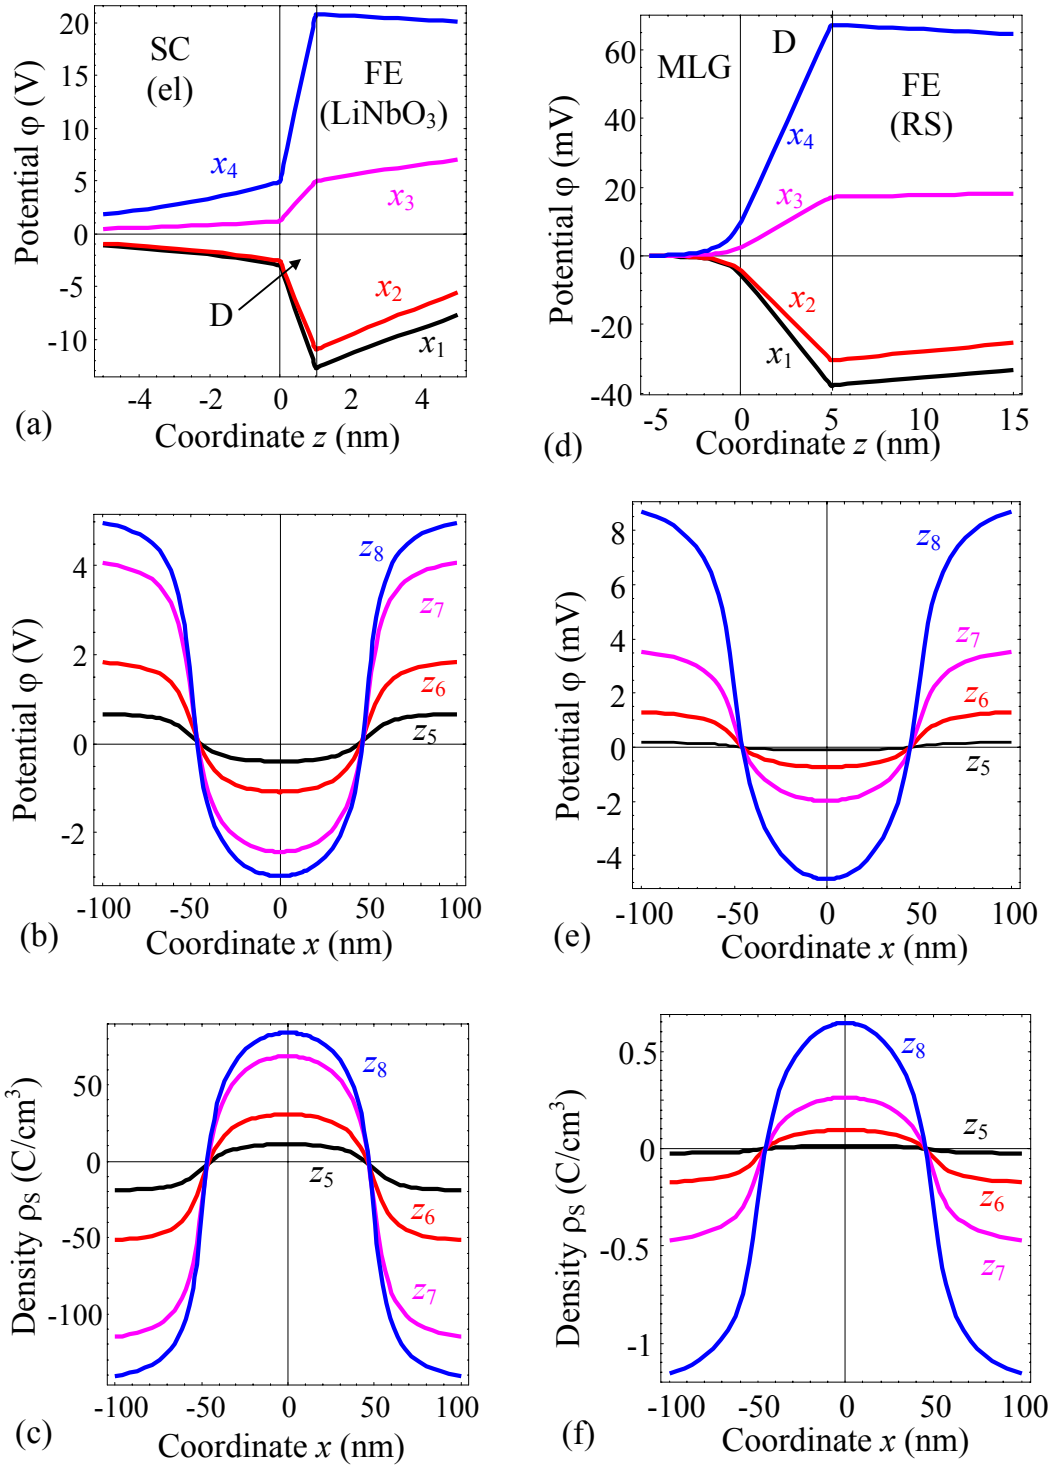 20
15
10
5
0
-5
-10
Potential φ (V)
SC
(el)
FE
(LiNbO3)
x4
x3
x2
x1
D
-4
-2
0
2
4
Coordinate z (nm)
(a)
60
40
20
0
-20
-40
Potential φ (mV)
MLG
D
FE
(RS)
x4
x3
x2
x1
-5
0
5
10
15
Coordinate z (nm)
(d)
4
2
0
-2
Potential φ (V)
z8
z7
z6
z5
-100
-50
0
50
100
Coordinate x (nm)
(b)
8
6
4
2
0
-2
-4
Potential φ (mV)
z8
z7
z6
z5
-100
-50
0
50
100
Coordinate x (nm)
(e)
50
0
-50
-100
Density ρS (C/cm3)
z8
z5
z6
z7
-100
-50
0
50
100
Coordinate x (nm)
(c)
0.5
0
-0.5
-1
Density ρS (C/cm3)
z8
z5
z6
z7
-100
-50
0
50
100
Coordinate x (nm)
(f)